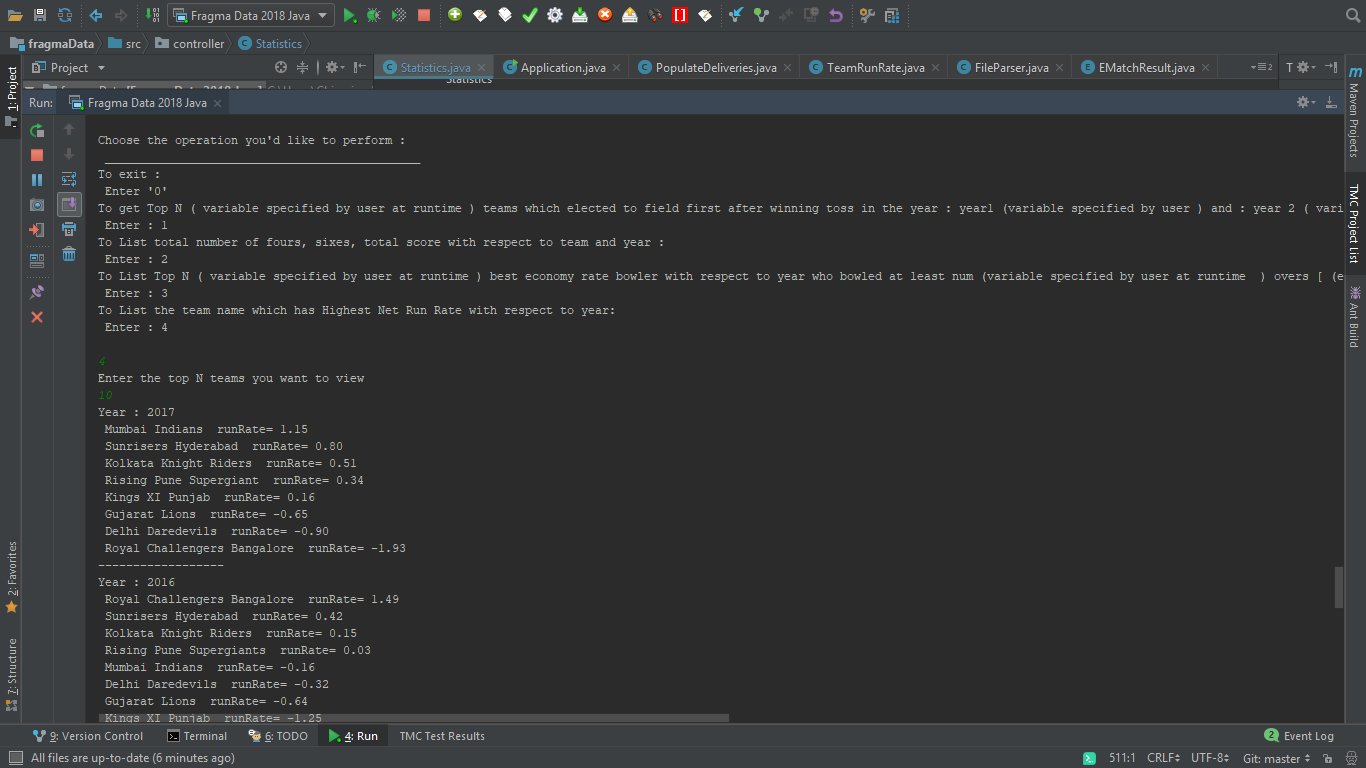 Fragma Data 2018 Java
fragmaData src controller Statistics
Project Statistics.java Application.java PopulateDeliveries.java TeamRunRate.java FileParser.java EMatchResult.java T
Statistics
Run: Fragma Data 2018 Java
1: Project
2: Favorites
7: Structure
Maven Projects
TMC Project List
Ant Build
Choose the operation you'd like to perform :
To exit :
Enter '0'
To get Top N ( variable specified by user at runtime ) teams which elected to field first after winning toss in the year : year1 (variable specified by user ) and : year 2 ( vari
Enter : 1
To List total number of fours, sixes, total score with respect to team and year :
Enter : 2
To List Top N ( variable specified by user at runtime ) best economy rate bowler with respect to year who bowled at least num (variable specified by user at runtime  ) overs [ (e
Enter : 3
To List the team name which has Highest Net Run Rate with respect to year:
Enter : 4
4
Enter the top N teams you want to view
10
Year : 2017
Mumbai Indians  runRate= 1.15
Sunrisers Hyderabad  runRate= 0.80
Kolkata Knight Riders  runRate= 0.51
Rising Pune Supergiant  runRate= 0.34
Kings XI Punjab  runRate= 0.16
Gujarat Lions  runRate= -0.65
Delhi Daredevils  runRate= -0.90
Royal Challengers Bangalore  runRate= -1.93
------------------
Year : 2016
Royal Challengers Bangalore  runRate= 1.49
Sunrisers Hyderabad  runRate= 0.42
Kolkata Knight Riders  runRate= 0.15
Rising Pune Supergiants  runRate= 0.03
Mumbai Indians  runRate= -0.16
Delhi Daredevils  runRate= -0.32
Gujarat Lions  runRate= -0.64
Kings XI Punjab  runRate= -1.25
9: Version Control Terminal 6: TODO 4: Run TMC Test Results 2 Event Log
All files are up-to-date (6 minutes ago) 511:1 CRLF UTF-8 Git: master